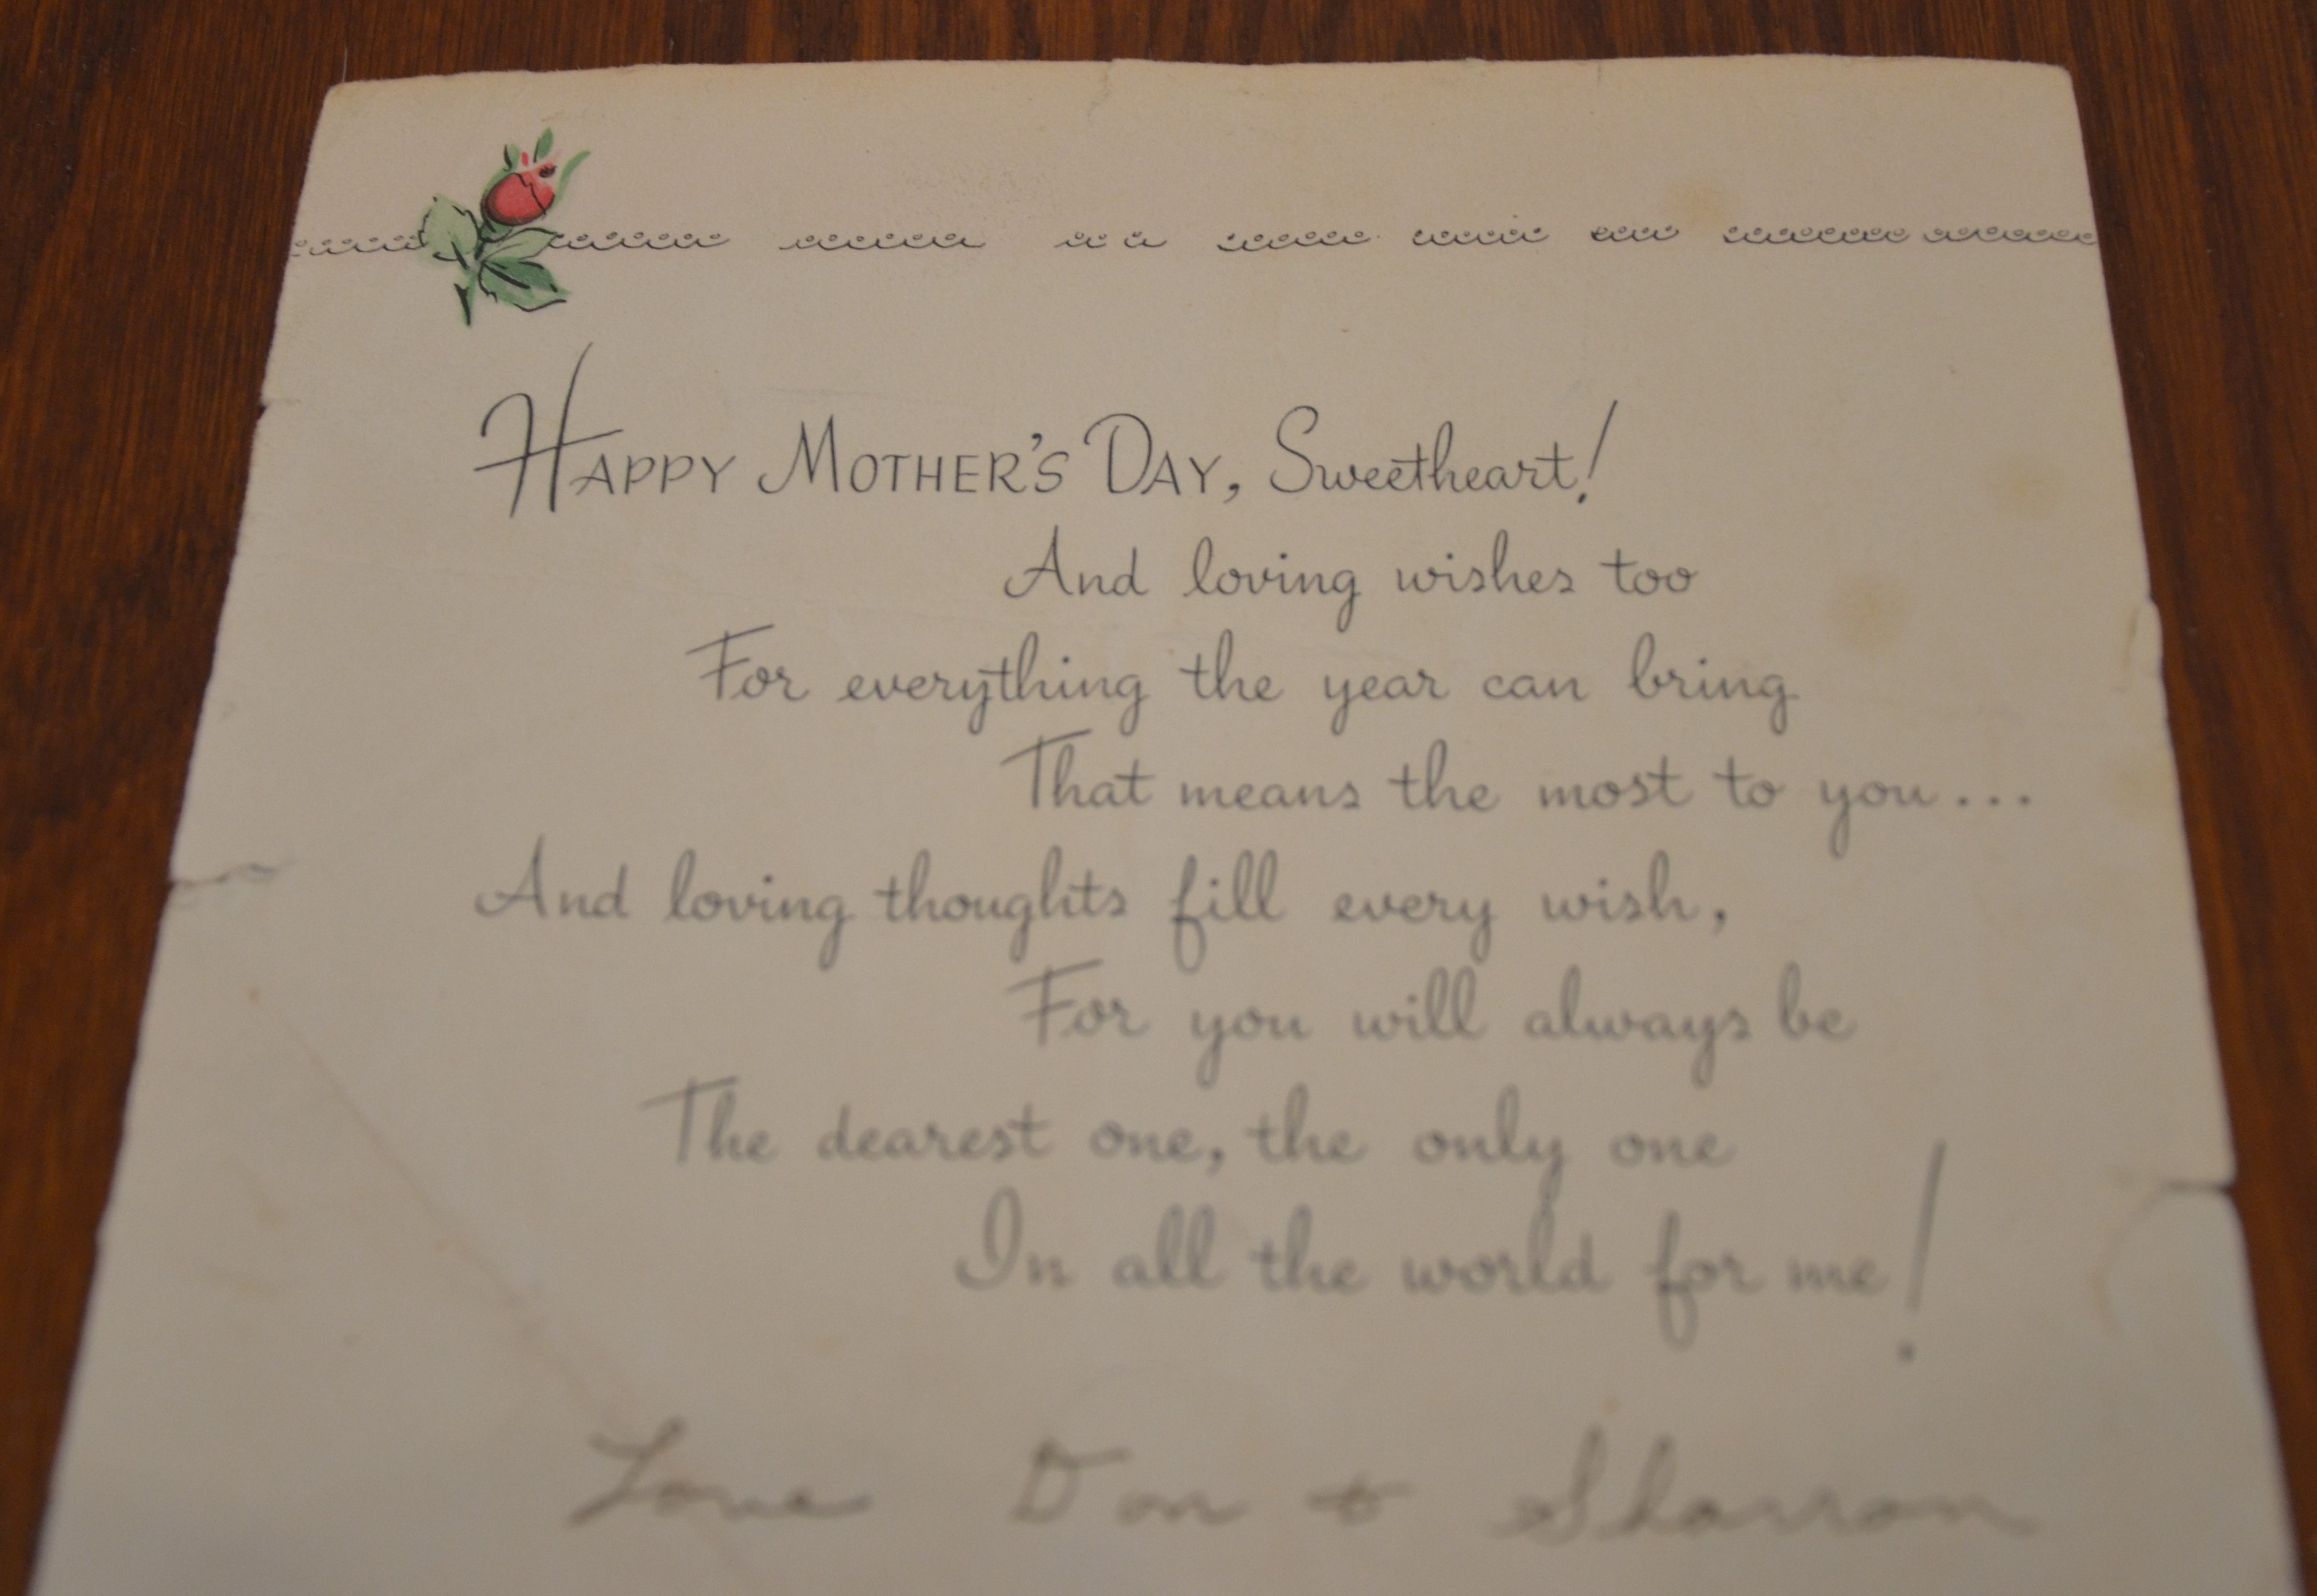 Happy Mother's Day, Sweetheart!
And loving wishes too
For everything the year can bring
That means the most to you...
And loving thoughts fill every wish,
For you will always be
The dearest one, the only one
In all the world for me!
Love Don + Sharron